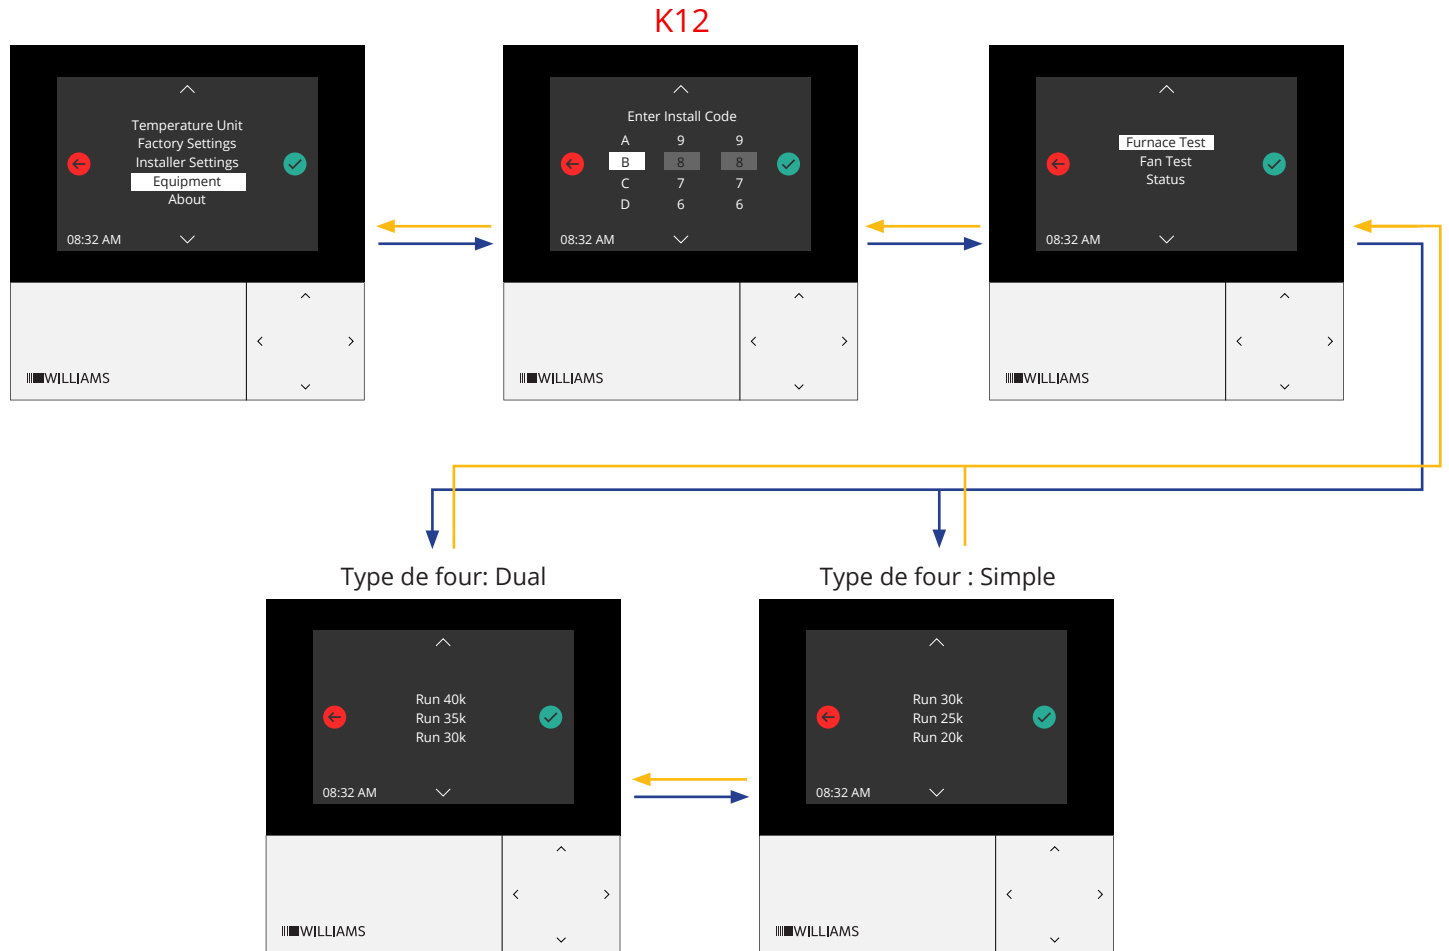 K12
Temperature Unit
Factory Settings
Installer Settings
Equipment
About
08:32 AM
WILLIAMS
Enter Install Code
A 9 9
B 8 8
C 7 7
D 6 6
08:32 AM
WILLIAMS
Furnace Test
Fan Test
Status
08:32 AM
WILLIAMS
Type de four: Dual
Run 40k
Run 35k
Run 30k
08:32 AM
WILLIAMS
Type de four : Simple
Run 30k
Run 25k
Run 20k
08:32 AM
WILLIAMS